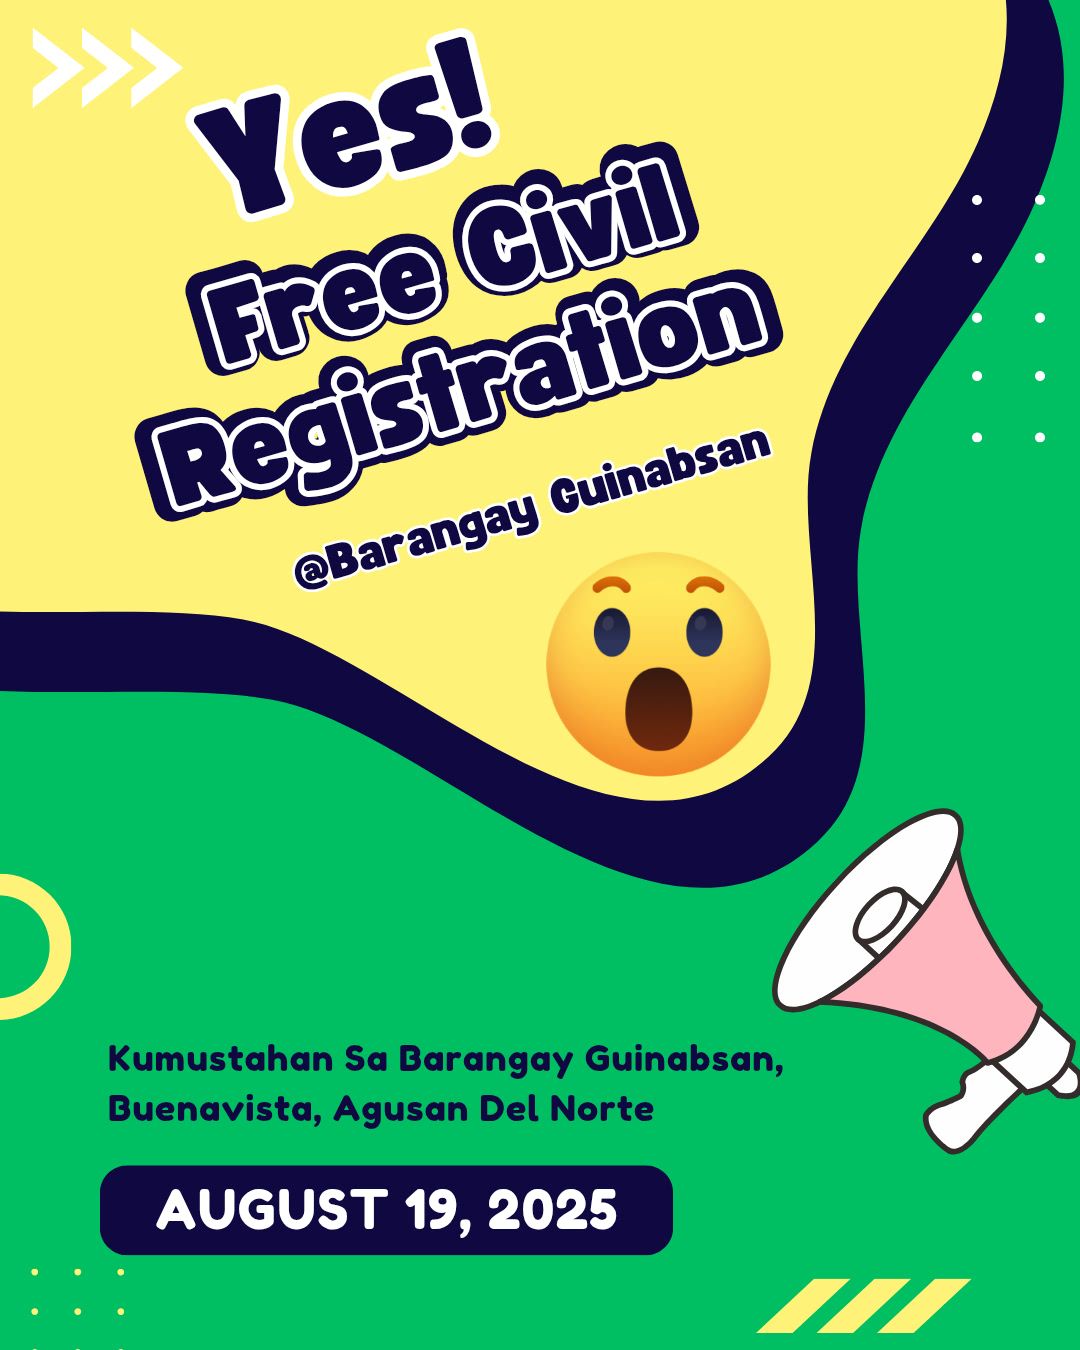 Yes!
Free Civil
Registration
@Barangay Guinabsan
Kumustahan Sa Barangay Guinabsan,
Buenavista, Agusan Del Norte
AUGUST 19, 2025